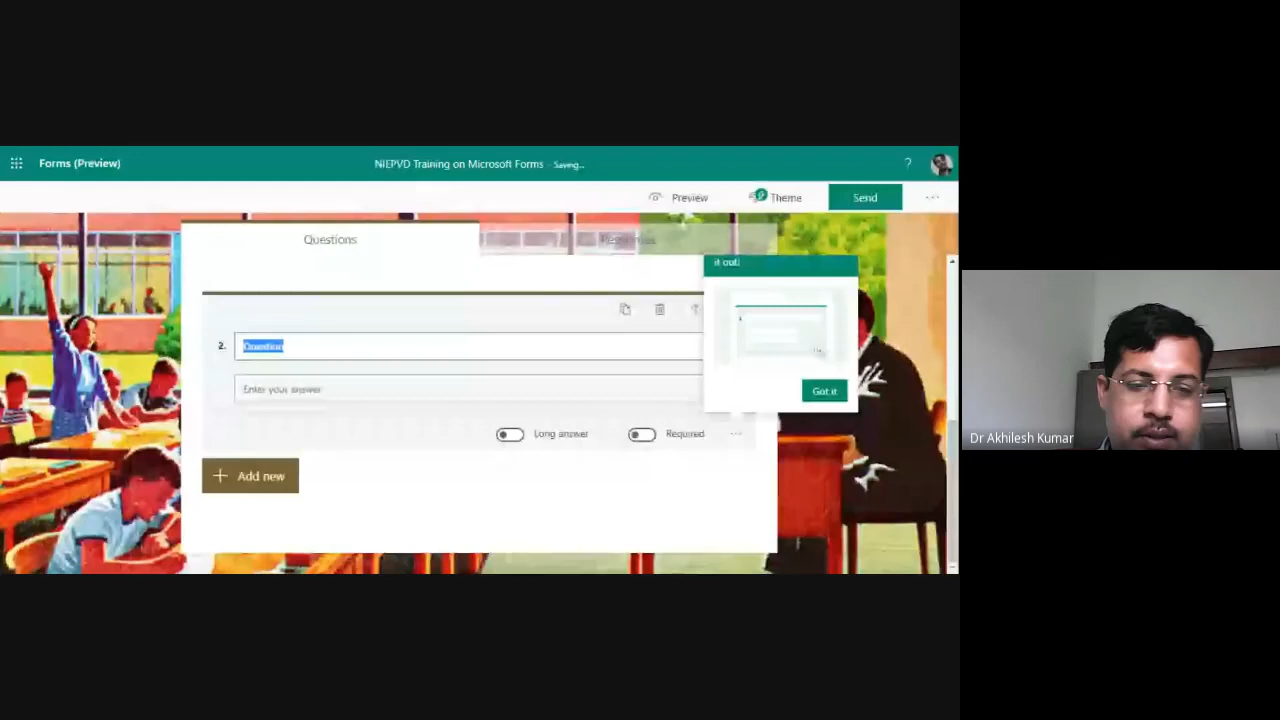 Forms (Preview)
NIEPVD Training on Microsoft Forms - Saving...
?
Preview
Theme
Send
Questions
Responses
it out!
2.
Question
Enter your answer
Got it
Long answer
Required
Add new
Dr Akhilesh Kumar